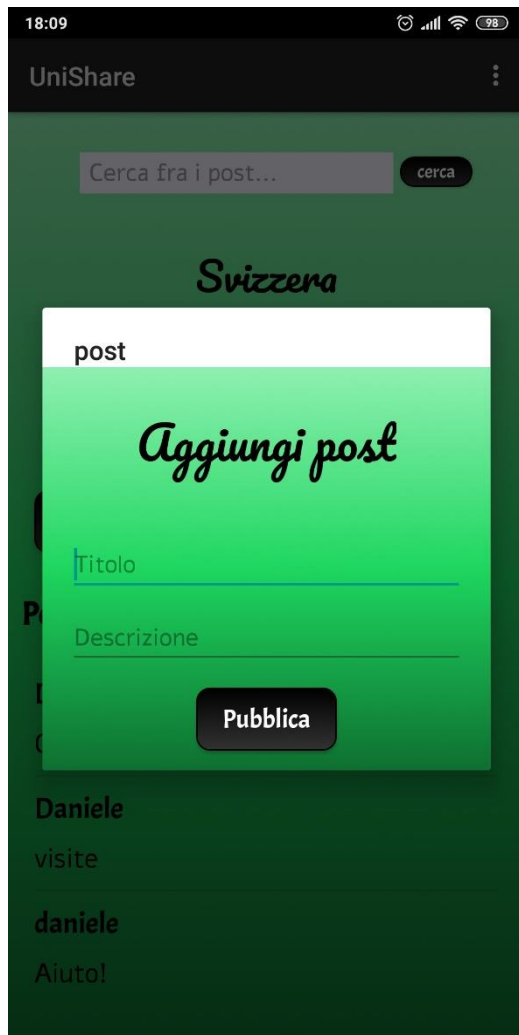 18:09
98
UniShare
Cerca fra i post...
cerca
Svizzera
post
Aggiungi post
Titolo
Descrizione
Pubblica
Daniele
visite
daniele
Aiuto!